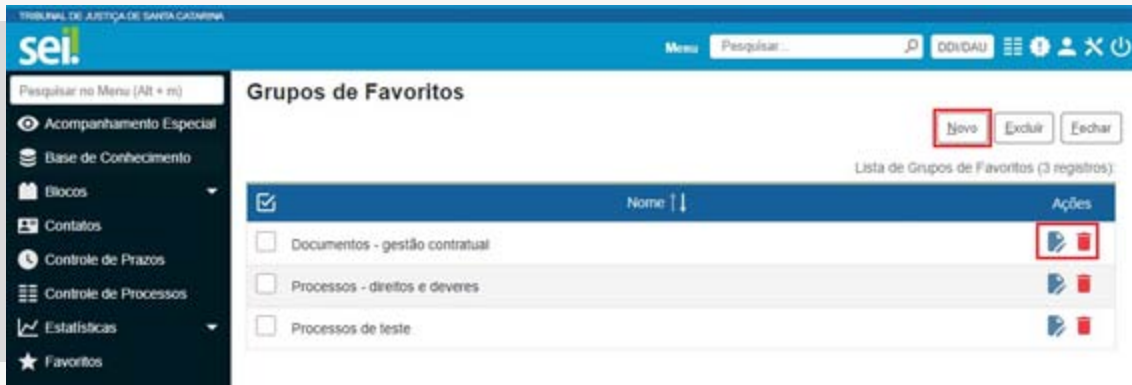 TRIBUNAL DE JUSTIÇA DE SANTA CATARINA
sei!
Menu
Pesquisar...
DDI/DAU
Pesquisar no Menu (Alt + m)
Acompanhamento Especial
Base de Conhecimento
Blocos
Contatos
Controle de Prazos
Controle de Processos
Estatísticas
Favoritos
Grupos de Favoritos
Novo
Excluir
Fechar
Lista de Grupos de Favoritos (3 registros):
Nome
Ações
Documentos - gestão contratual
Processos - direitos e deveres
Processos de teste